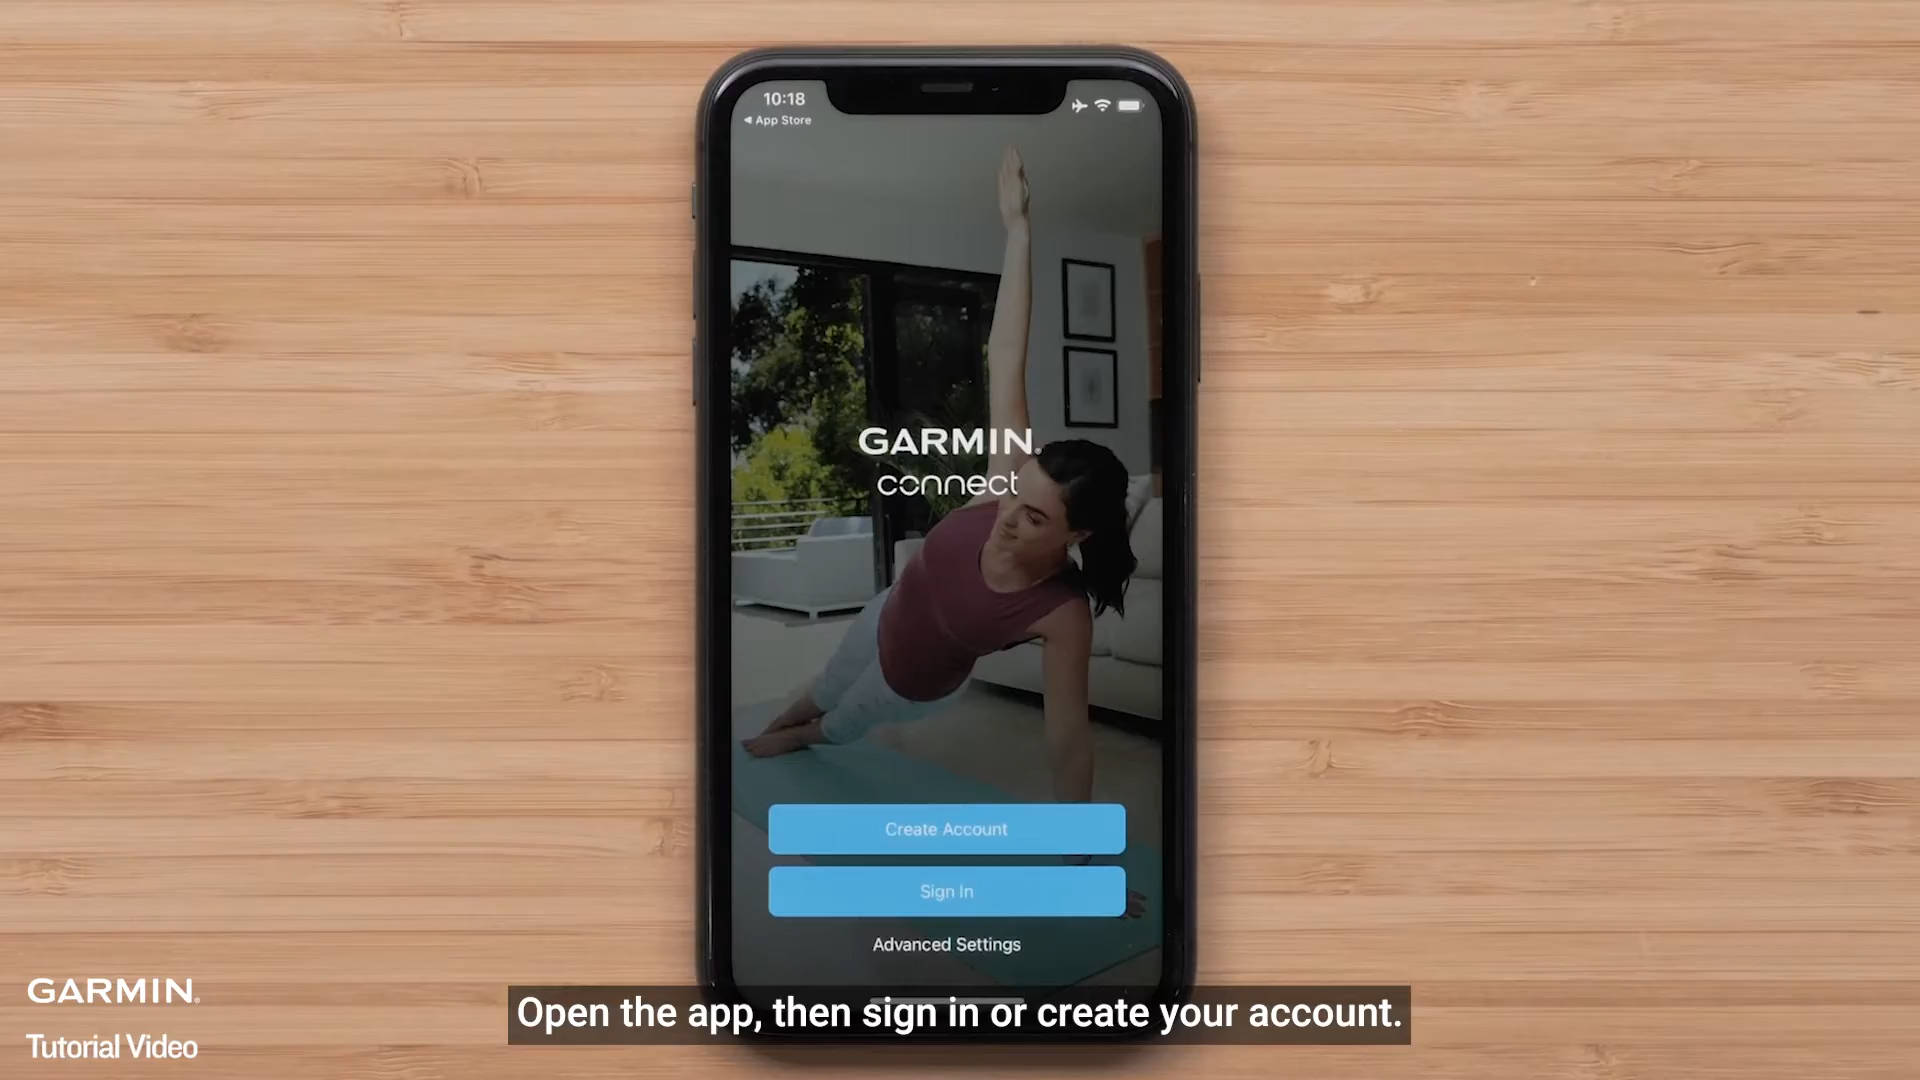 10:18
◀ App Store
GARMIN®
connect
Create Account
Sign In
Advanced Settings
GARMIN®
Tutorial Video
Open the app, then sign in or create your account.